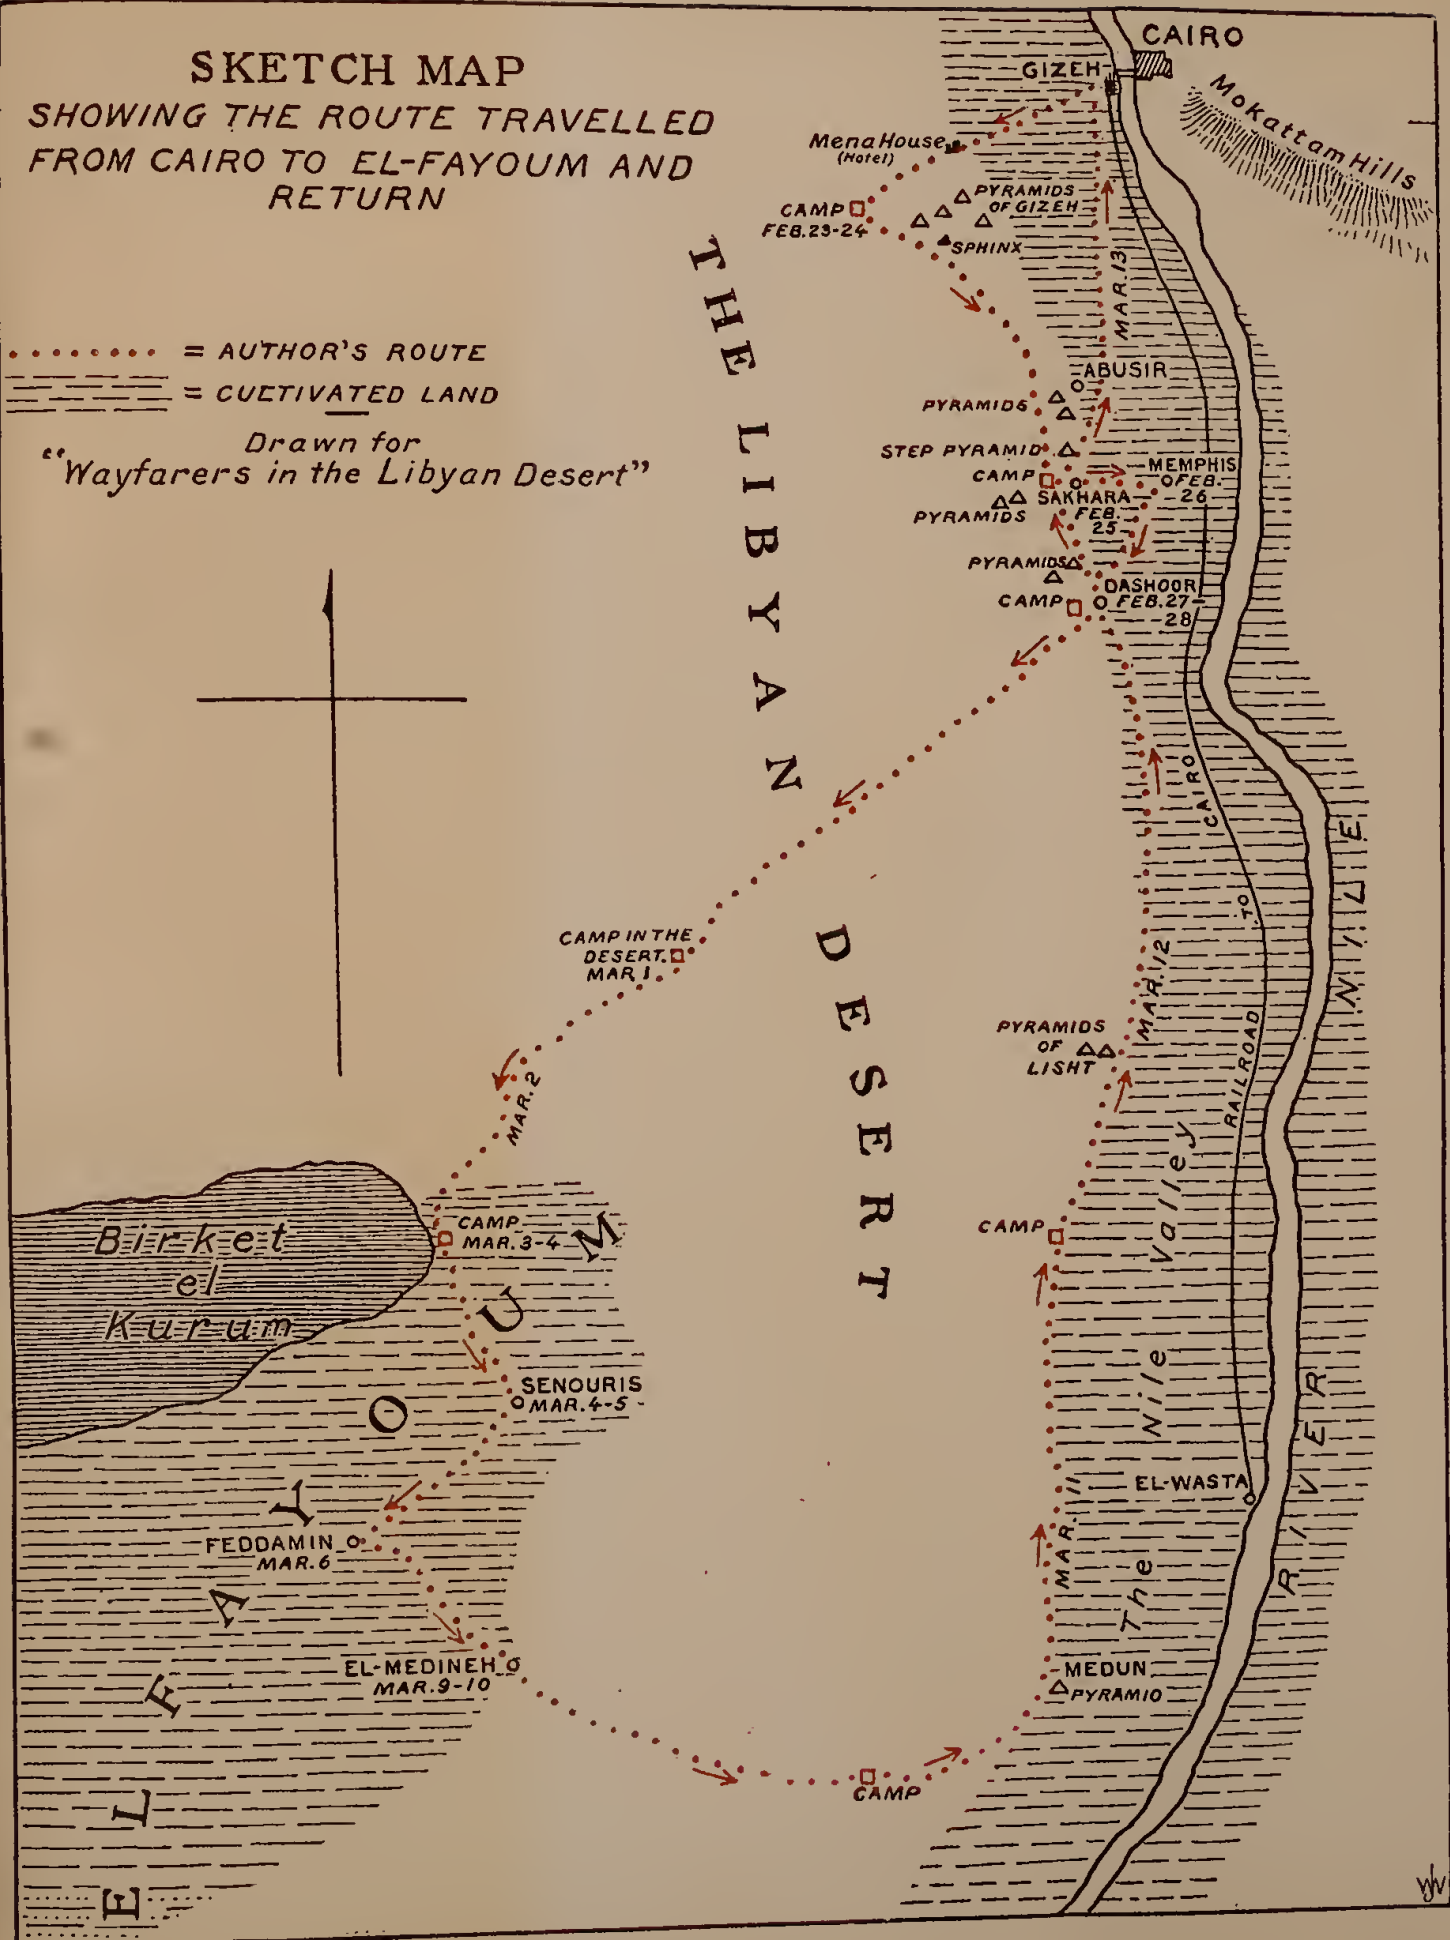 SKETCH MAP
SHOWING THE ROUTE TRAVELLED
FROM CAIRO TO EL-FAYOUM AND
RETURN
= AUTHOR'S ROUTE
= CULTIVATED LAND
Drawn for
"Wayfarers in the Libyan Desert"
CAIRO
GIZEH
Mokattam Hills
Mena House
(Hotel)
CAMP
FEB. 23-24
PYRAMIDS
OF GIZEH
SPHINX
MAR. 13
ABUSIR
PYRAMIDS
STEP PYRAMID
CAMP
SAKHARA
FEB.
25
MEMPHIS
FEB.
26
PYRAMIDS
PYRAMIDS
DASHOOR
FEB. 27-
28
CAMP
THE LIBYAN DESERT
CAIRO TO RAILROAD
NILE RIVER
CAMP IN THE
DESERT.
MAR 1.
MAR. 2
MAR. 12
PYRAMIDS
OF
LISHT
The Nile Valley
CAMP
Birket
el
Kurum
CAMP
MAR. 3-4
EL FAYOUM
SENOURIS
MAR. 4-5
FEDDAMIN
MAR. 6
EL-MEDINEH
MAR. 9-10
EL-WASTA
MAR. 11
MEDUN
PYRAMID
CAMP